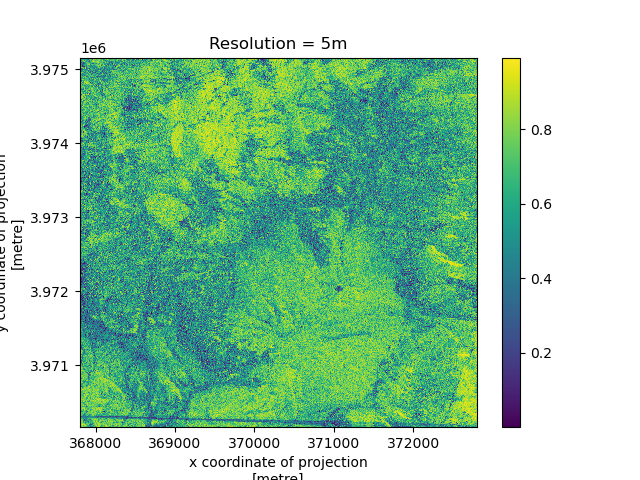 Resolution = 5m
1e6
3.975
3.974
3.973
3.972
3.971
y coordinate of projection
[metre]
368000 369000 370000 371000 372000
x coordinate of projection
[metre]
0.8
0.6
0.4
0.2